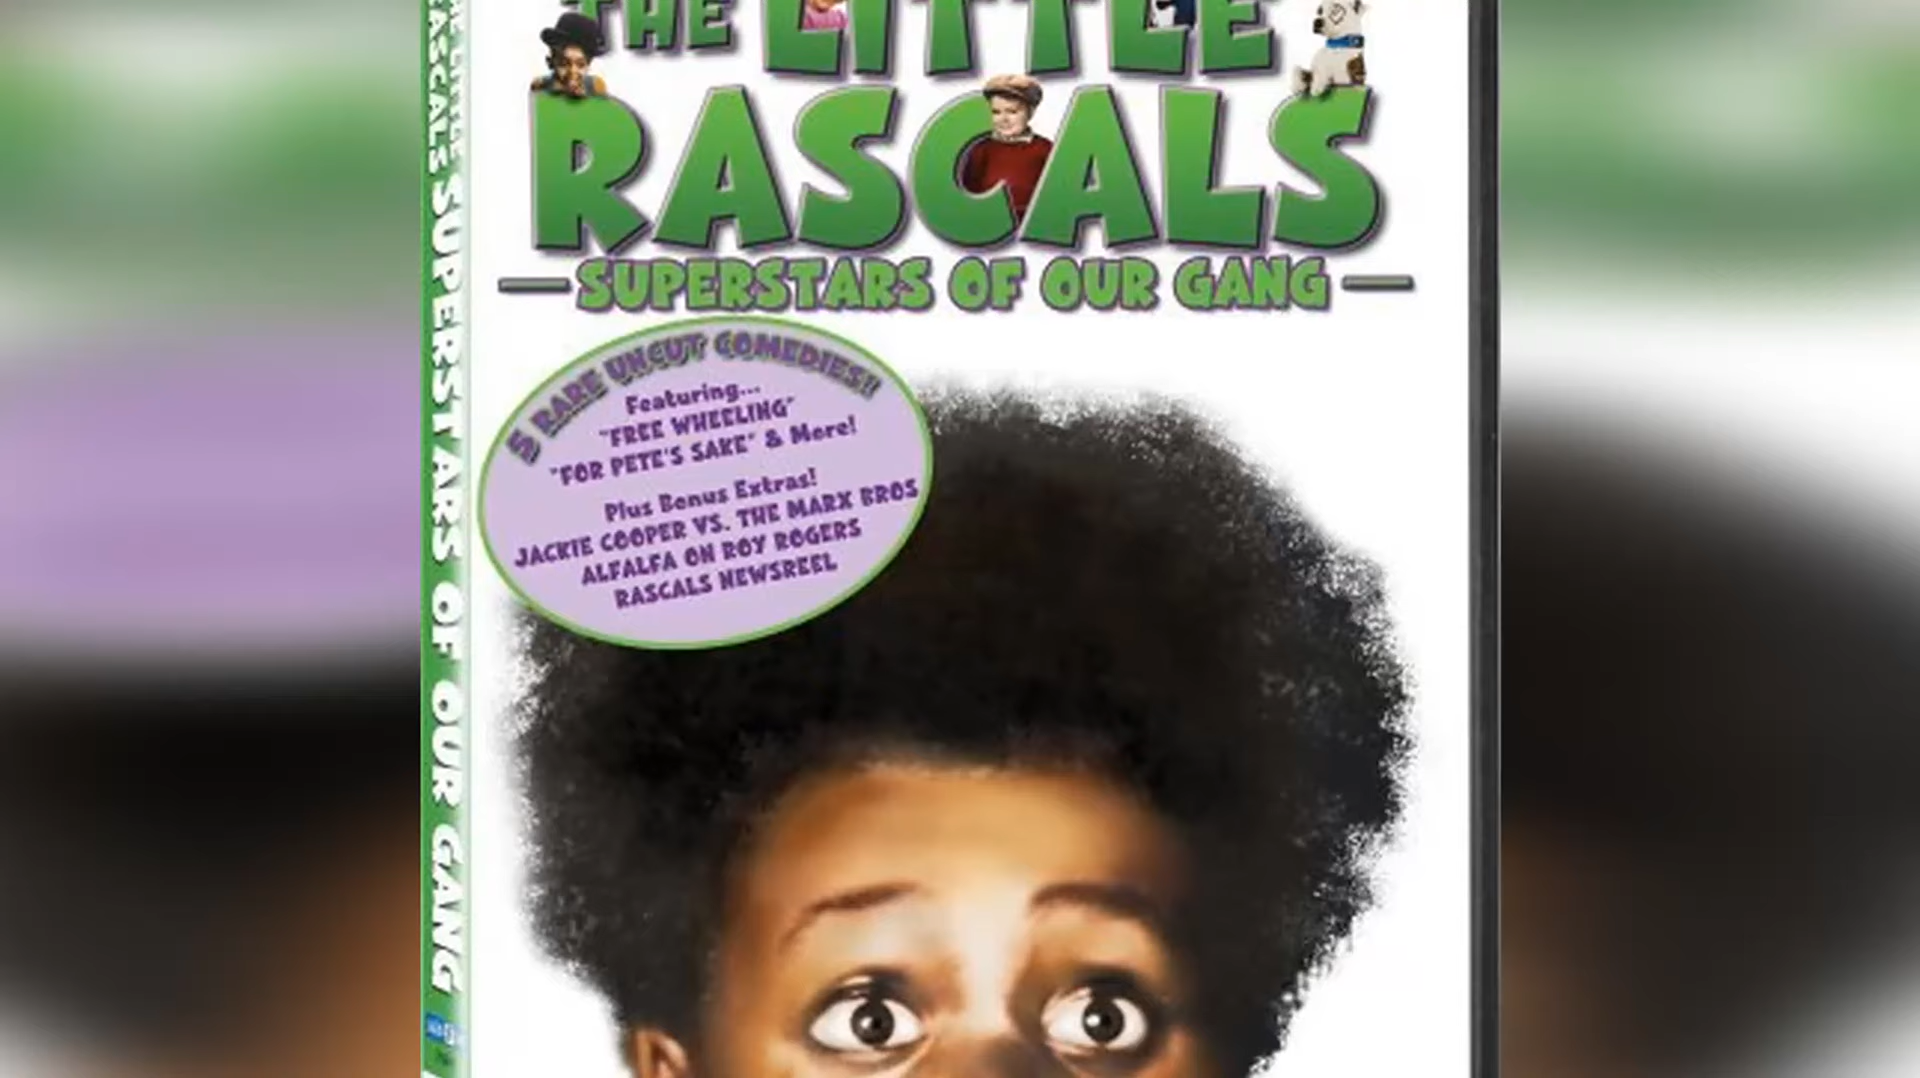 THE LITTLE
RASCALS
SUPERSTARS OF OUR GANG
5 RARE UNCUT COMEDIES!
Featuring...
"FREE WHEELING"
"FOR PETE'S SAKE" & More!
Plus Bonus Extras!
JACKIE COOPER VS. THE MARX BROS
ALFALFA ON ROY ROGERS
RASCALS NEWSREEL
THE LITTLE
RASCALS SUPERSTARS OF OUR GANG